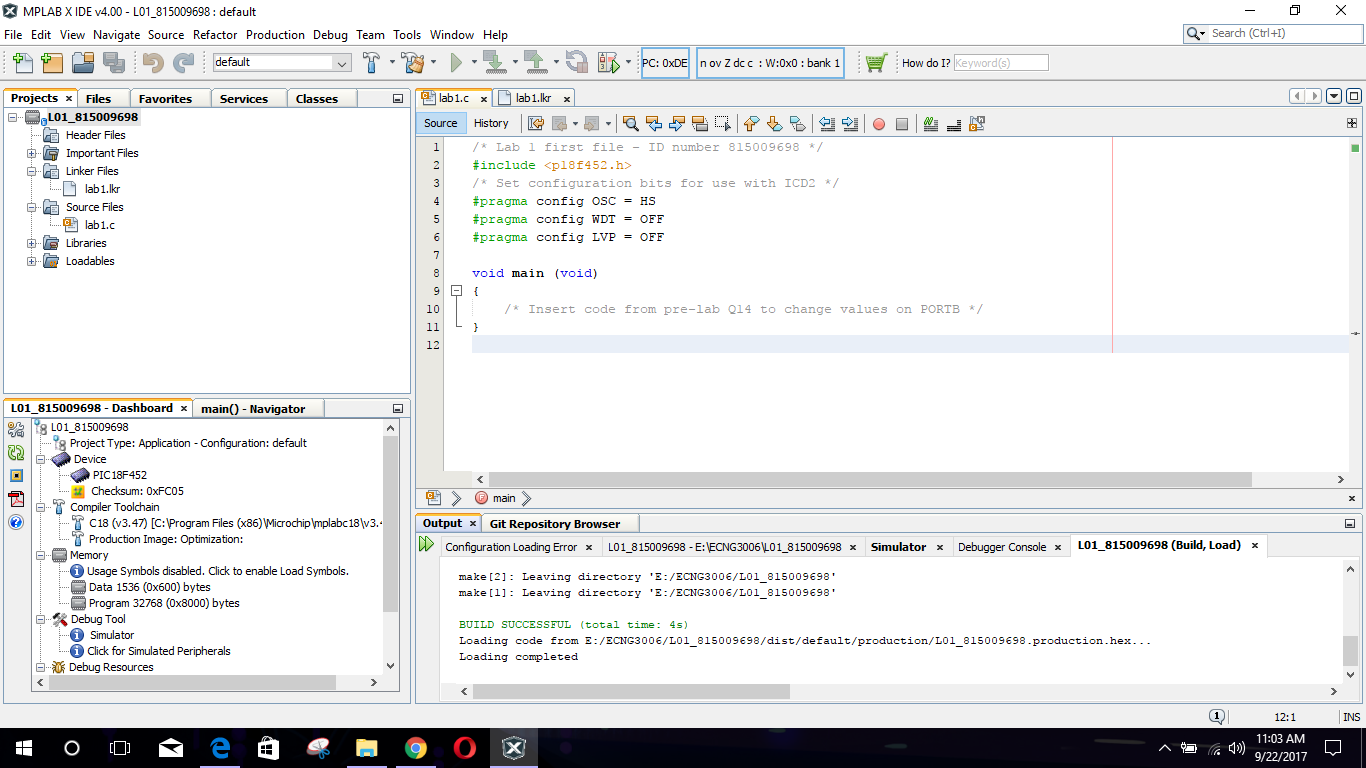 MPLAB X IDE v4.00 - L01_815009698 : default
File Edit View Navigate Source Refactor Production Debug Team Tools Window Help
Search (Ctrl+I)
default
PC: 0xDE
n ov Z dc c : W:0x0 : bank 1
How do I? Keyword(s)
Projects Files Favorites Services Classes
L01_815009698
Header Files
Important Files
Linker Files
lab1.lkr
Source Files
lab1.c
Libraries
Loadables
lab1.c lab1.lkr
Source History
1 /* Lab 1 first file - ID number 815009698 */
2 #include <p18f452.h>
3 /* Set configuration bits for use with ICD2 */
4 #pragma config OSC = HS
5 #pragma config WDT = OFF
6 #pragma config LVP = OFF
7
8 void main (void)
9 {
10 /* Insert code from pre-lab Q14 to change values on PORTB */
11 }
12
main
L01_815009698 - Dashboard main() - Navigator
L01_815009698
Project Type: Application - Configuration: default
Device
PIC18F452
Checksum: 0xFC05
Compiler Toolchain
C18 (v3.47) [C:\Program Files (x86)\Microchip\mplabc18\v3.4
Production Image: Optimization:
Memory
Usage Symbols disabled. Click to enable Load Symbols.
Data 1536 (0x600) bytes
Program 32768 (0x8000) bytes
Debug Tool
Simulator
Click for Simulated Peripherals
Debug Resources
Output Git Repository Browser
Configuration Loading Error L01_815009698 - E:\ECNG3006\L01_815009698 Simulator Debugger Console L01_815009698 (Build, Load)
make[2]: Leaving directory 'E:/ECNG3006/L01_815009698'
make[1]: Leaving directory 'E:/ECNG3006/L01_815009698'
BUILD SUCCESSFUL (total time: 4s)
Loading code from E:/ECNG3006/L01_815009698/dist/default/production/L01_815009698.production.hex...
Loading completed
1 12:1 INS
11:03 AM
9/22/2017